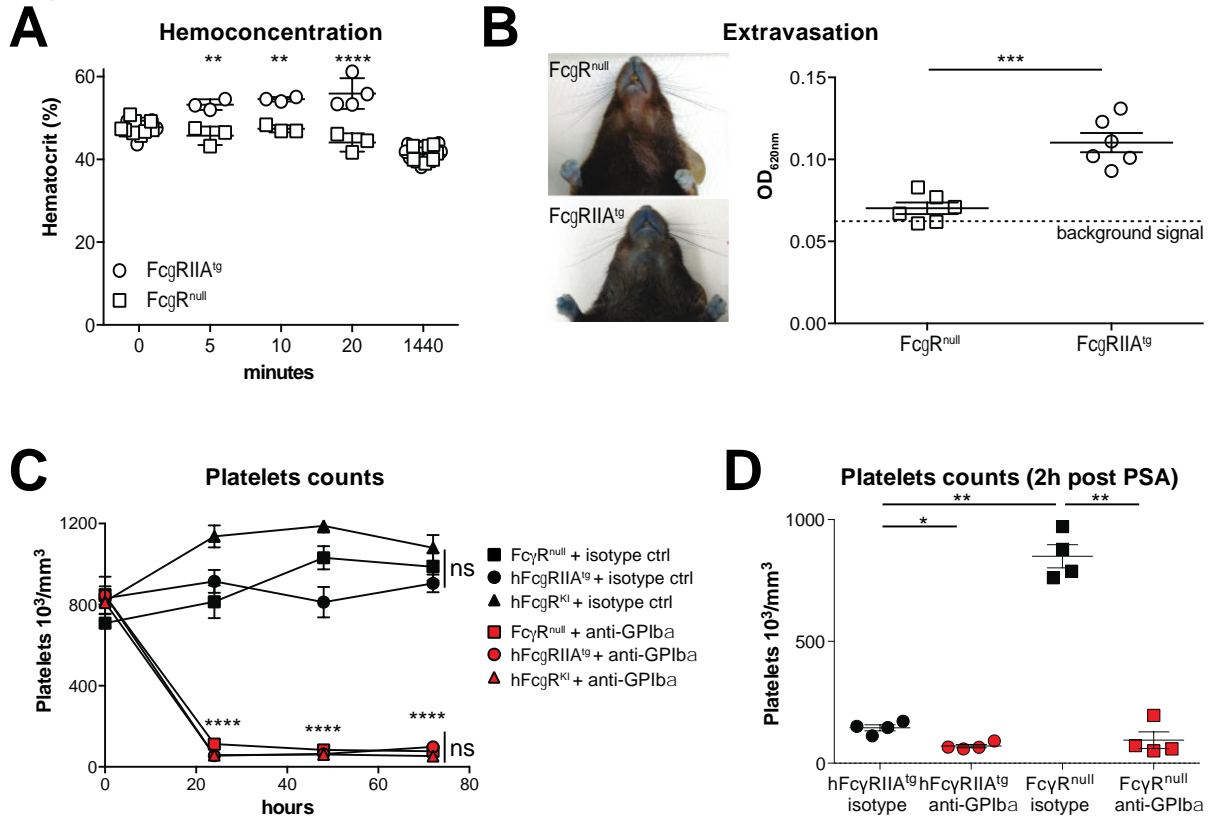 A
Hemoconcentration
** ** ****
Hematocrit (%)
60
40
20
0
FcgRIIAtg
FcgRnull
0 5 10 20 1440
minutes
B
Extravasation
FcgRnull
FcgRIIAtg
***
OD620nm
0.15
0.10
0.05
0.00
background signal
FcgRnull FcgRIIAtg
C
Platelets counts
Platelets 10³/mm³
1200
800
400
0
ns
**** **** ****
ns
0 20 40 60 80
hours
FcγRnull + isotype ctrl
hFcgRIIAtg + isotype ctrl
hFcgRKI + isotype ctrl
FcγRnull + anti-GPIba
hFcgRIIAtg + anti-GPIba
hFcgRKI + anti-GPIba
D
Platelets counts (2h post PSA)
** **
*
Platelets 10³/mm³
1000
500
0
hFcγRIIAtg hFcγRIIAtg FcγRnull FcγRnull
isotype anti-GPIba isotype anti-GPIba